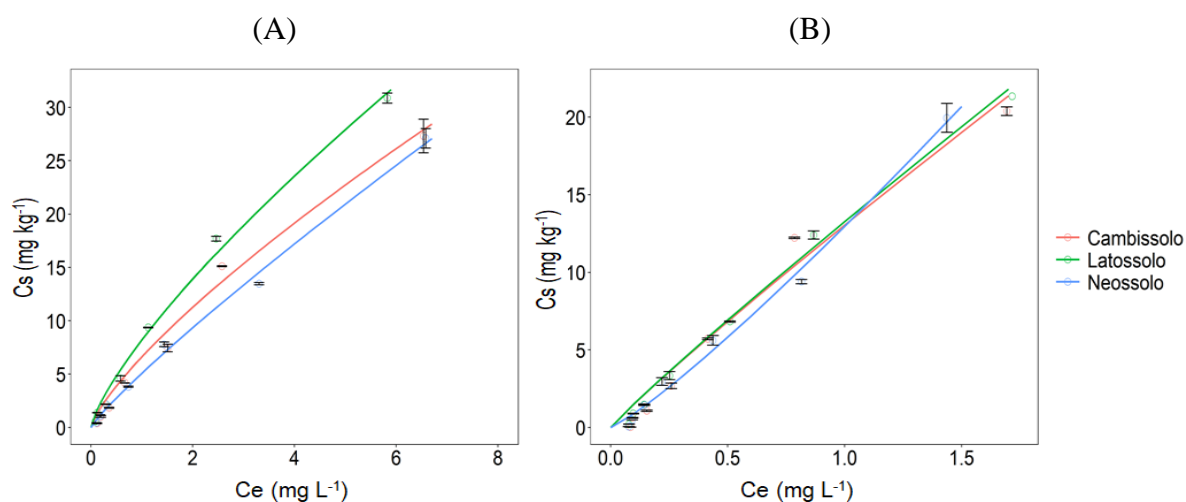 (A)
(B)
Cs (mg kg⁻¹)
30
25
20
15
10
5
0
0 2 4 6 8
Ce (mg L⁻¹)
Cs (mg kg⁻¹)
20
15
10
5
0
0.0 0.5 1.0 1.5
Ce (mg L⁻¹)
Cambissolo
Latossolo
Neossolo